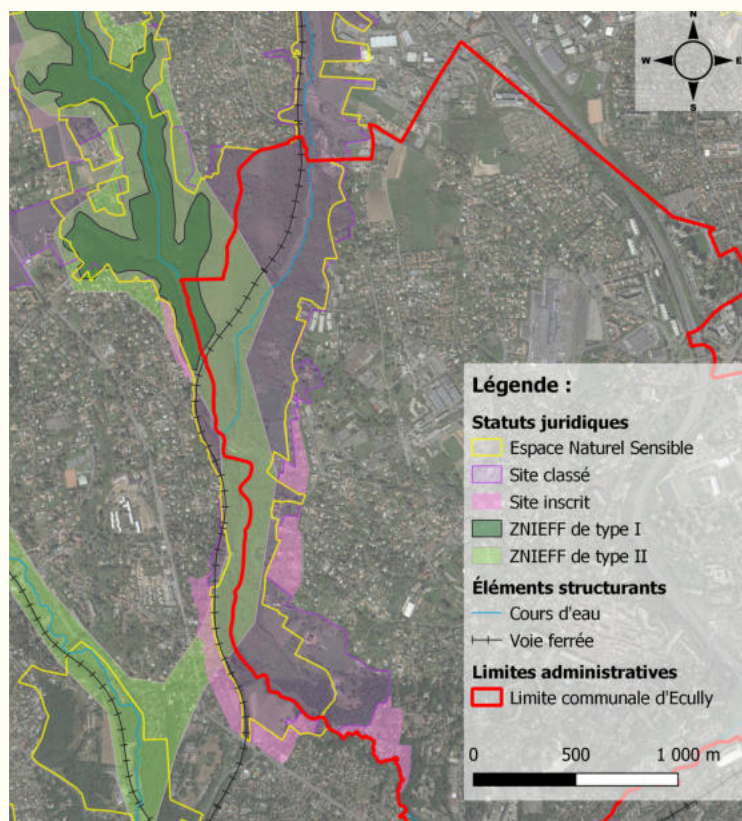 N
W E
S
Légende :
Statuts juridiques
Espace Naturel Sensible
Site classé
Site inscrit
ZNIEFF de type I
ZNIEFF de type II
Éléments structurants
Cours d'eau
Voie ferrée
Limites administratives
Limite communale d'Ecully
0 500 1 000 m